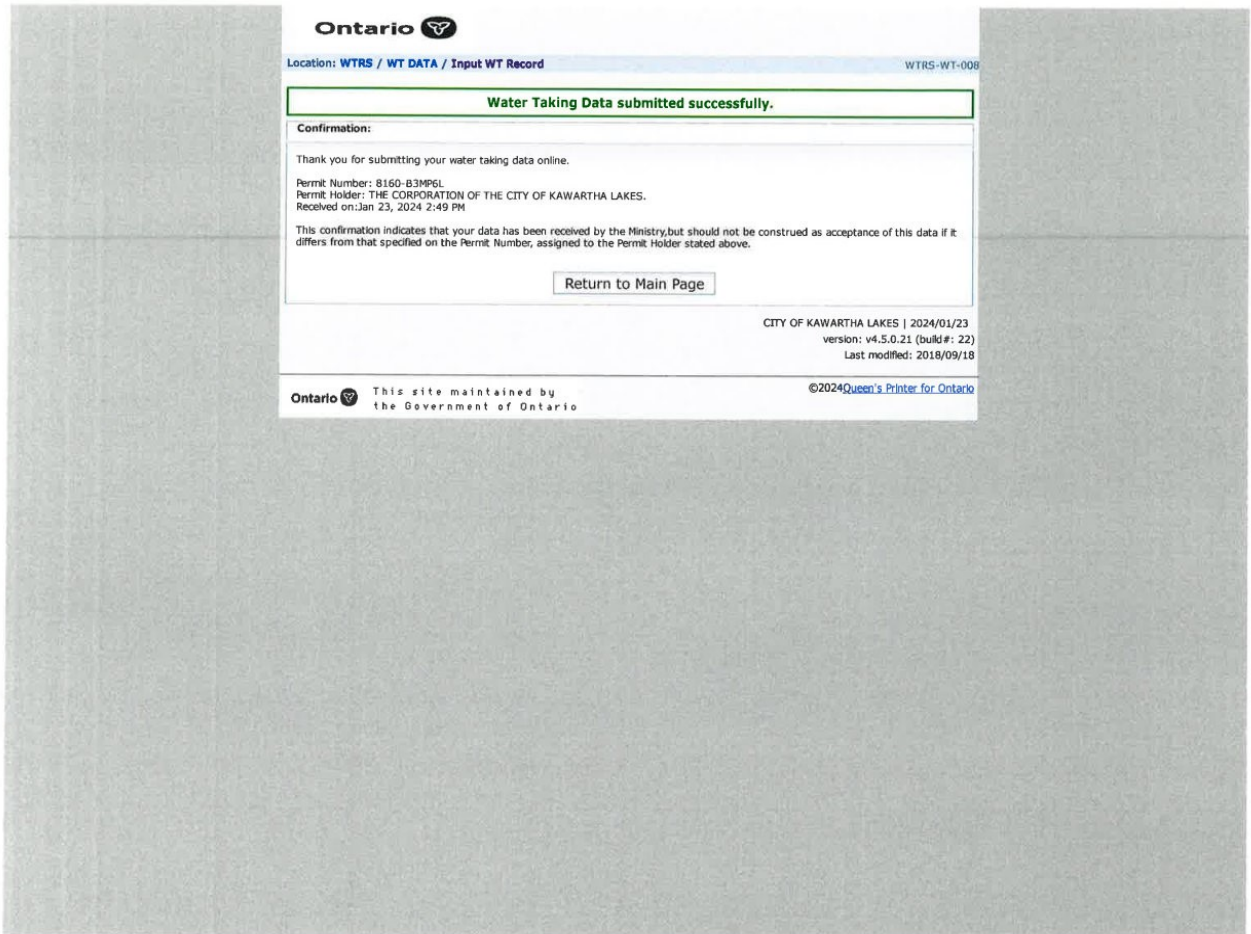 Ontario
Location: WTRS / WT DATA / Input WT Record
WTRS-WT-008
Water Taking Data submitted successfully.
Confirmation:
Thank you for submitting your water taking data online.
Permit Number: 8160-B3MP6L
Permit Holder: THE CORPORATION OF THE CITY OF KAWARTHA LAKES.
Received on:Jan 23, 2024 2:49 PM
This confirmation indicates that your data has been received by the Ministry,but should not be construed as acceptance of this data if it
differs from that specified on the Permit Number, assigned to the Permit Holder stated above.
Return to Main Page
CITY OF KAWARTHA LAKES | 2024/01/23
version: v4.5.0.21 (build#: 22)
Last modified: 2018/09/18
Ontario
This site maintained by
the Government of Ontario
©2024Queen's Printer for Ontario